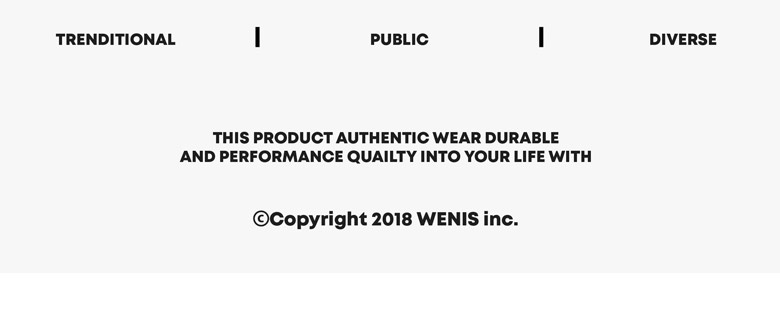 TRENDITIONAL | PUBLIC | DIVERSE
THIS PRODUCT AUTHENTIC WEAR DURABLE
AND PERFORMANCE QUAILTY INTO YOUR LIFE WITH
©Copyright 2018 WENIS inc.